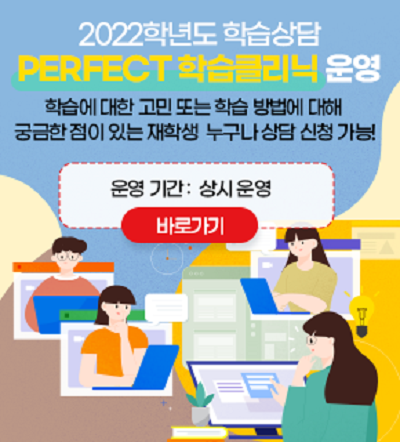 2022학년도 학습상담
PERFECT 학습클리닉 운영
학습에 대한 고민 또는 학습 방법에 대해
궁금한 점이 있는 재학생 누구나 상담 신청 가능!
운영 기간 : 상시 운영
바로가기